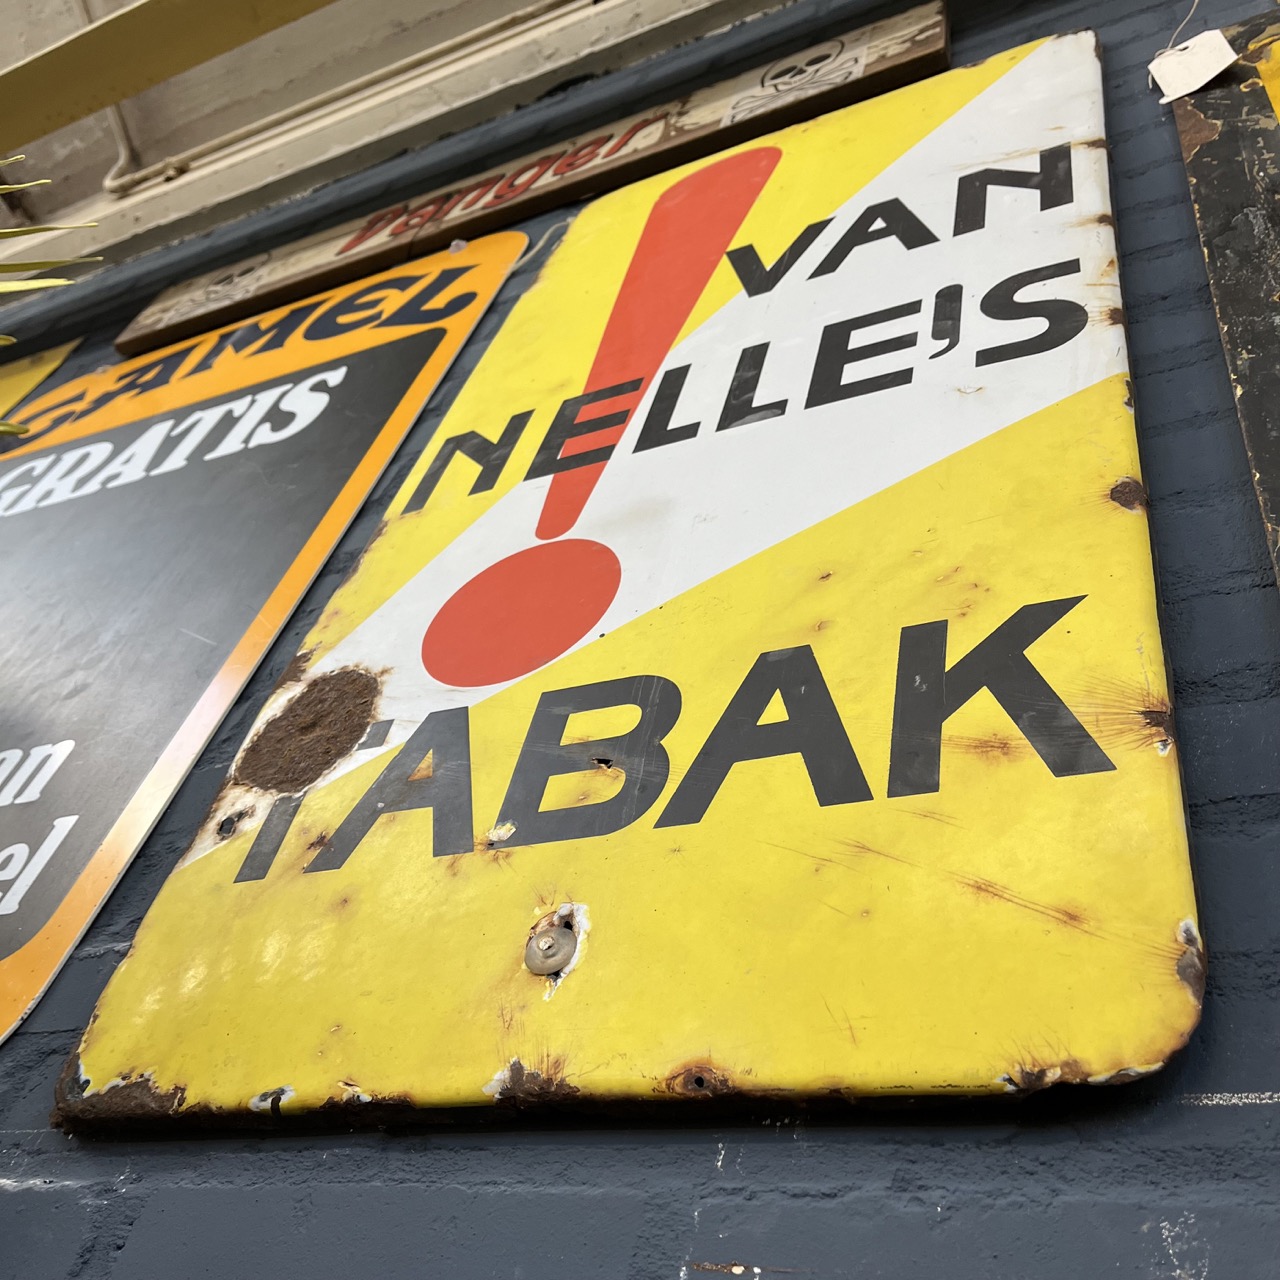 Danger
CAMEL
GRATIS
VAN
NELLE'S
TABAK